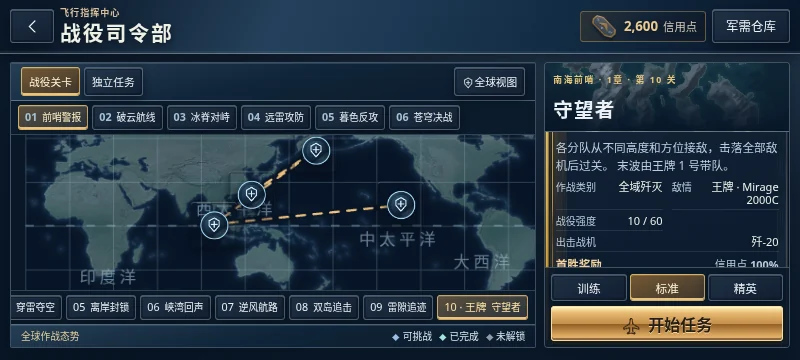 飞行指挥中心
战役司令部
2,600 信用点
军需仓库
战役关卡
独立任务
全球视图
01 前哨警报
02 破云航线
03 冰脊对峙
04 远雷攻防
05 暮色反攻
06 苍穹决战
西太平洋
中太平洋
大西洋
印度洋
穿雷夺空
05 离岸封锁
06 峡湾回声
07 逆风航路
08 双岛追击
09 雷隙追迹
10 · 王牌 守望者
全球作战态势
可挑战
已完成
未解锁
南海前哨 · 1章 · 第 10 关
守望者
各分队从不同高度和方位接敌，击落全部敌
机后过关。 末波由王牌 1 号带队。
作战类别 全域歼灭 敌情 王牌 · Mirage
2000C
战役强度 10 / 60
出击战机 歼-20
首胜奖励 信用点 100%
训练
标准
精英
开始任务